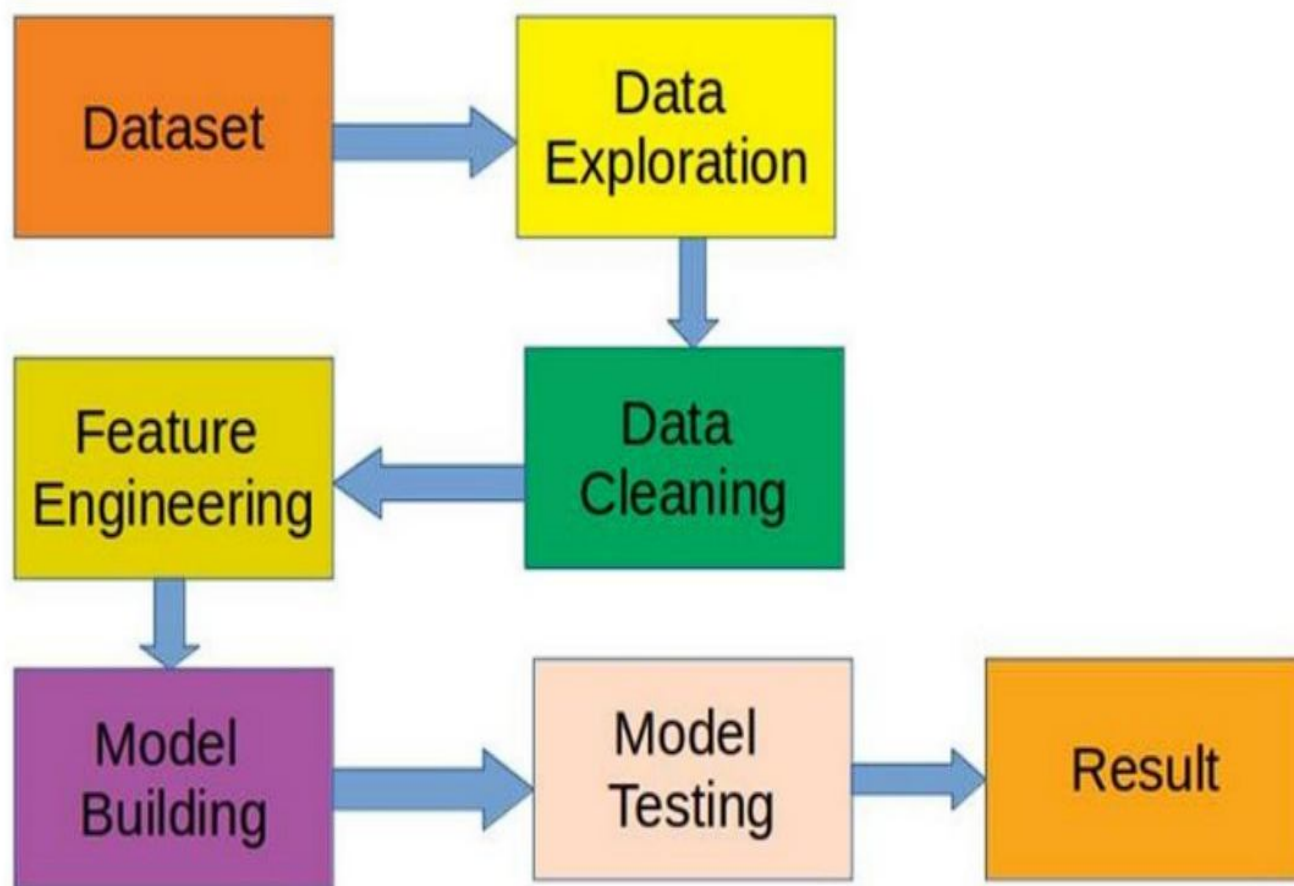 Dataset
Data
Exploration
Data
Cleaning
Feature
Engineering
Model
Building
Model
Testing
Result